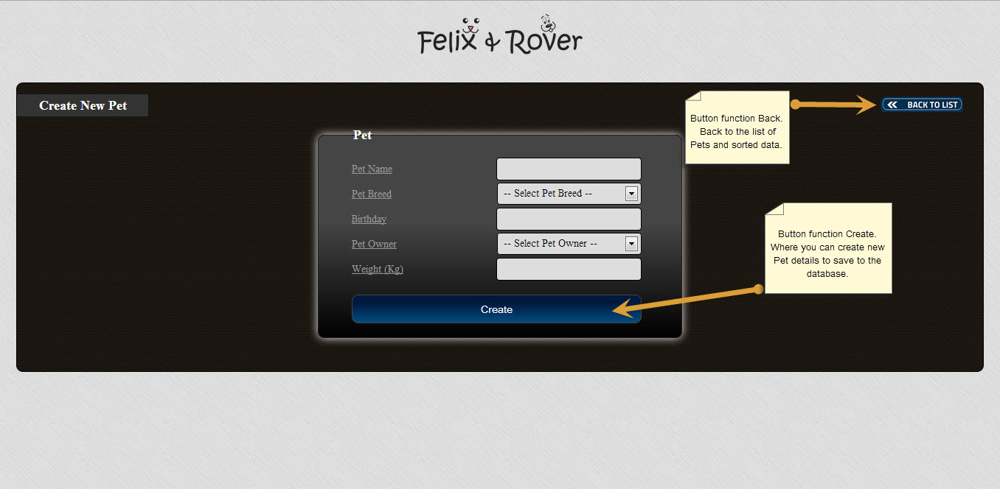 Felix & Rover
Create New Pet
Button function Back.
Back to the list of
Pets and sorted data.
BACK TO LIST
Pet
Pet Name
Pet Breed
-- Select Pet Breed --
Birthday
Pet Owner
-- Select Pet Owner --
Weight (Kg)
Create
Button function Create.
Where you can create new
Pet details to save to the
database.